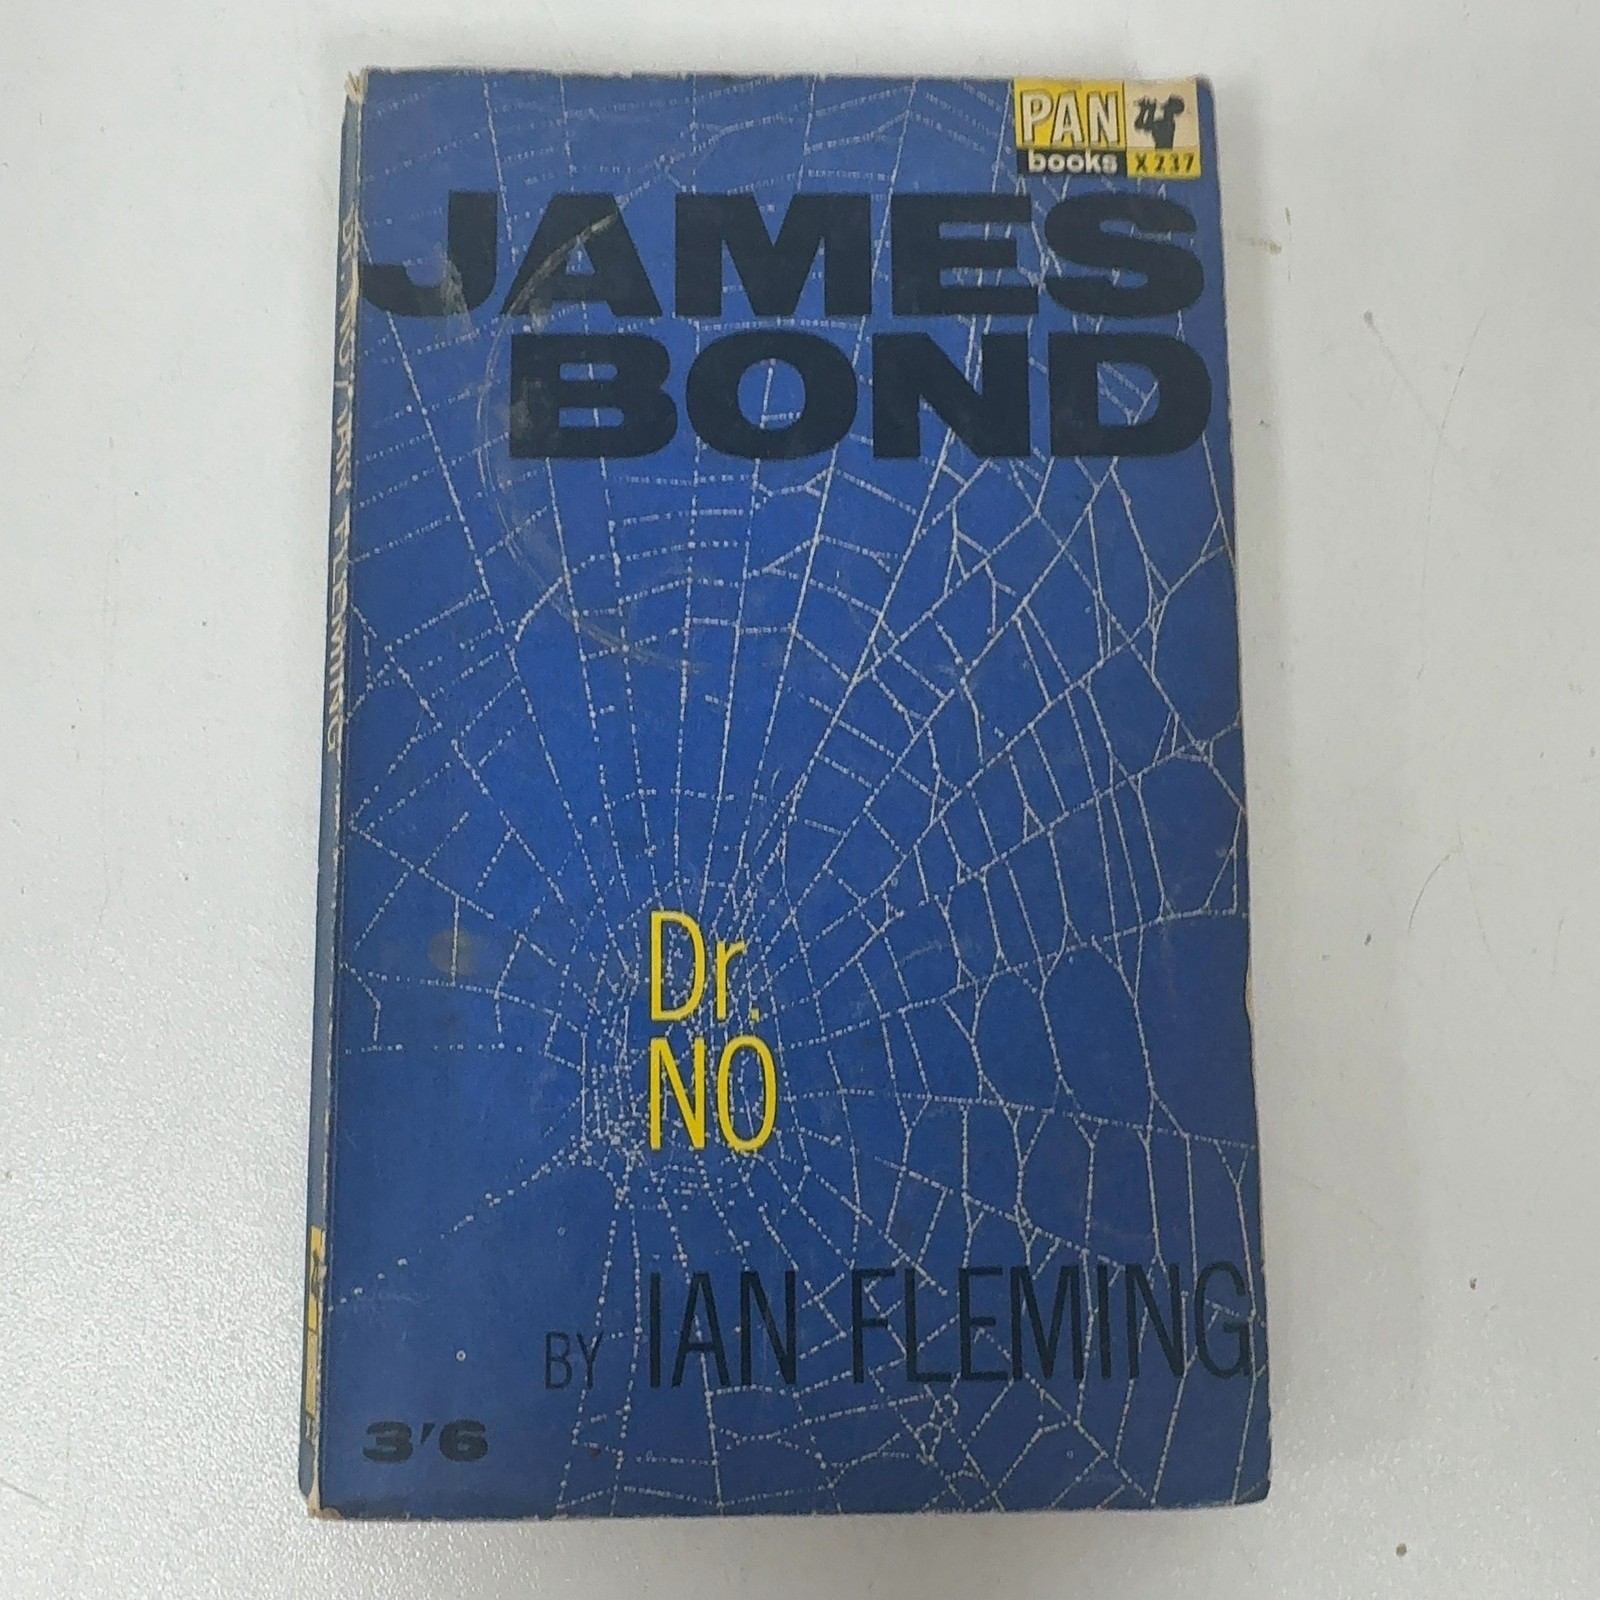 PAN
books X237
JAMES
BOND
Dr.
NO
BY IAN FLEMING
3'6
Dr. NO / IAN FLEMING